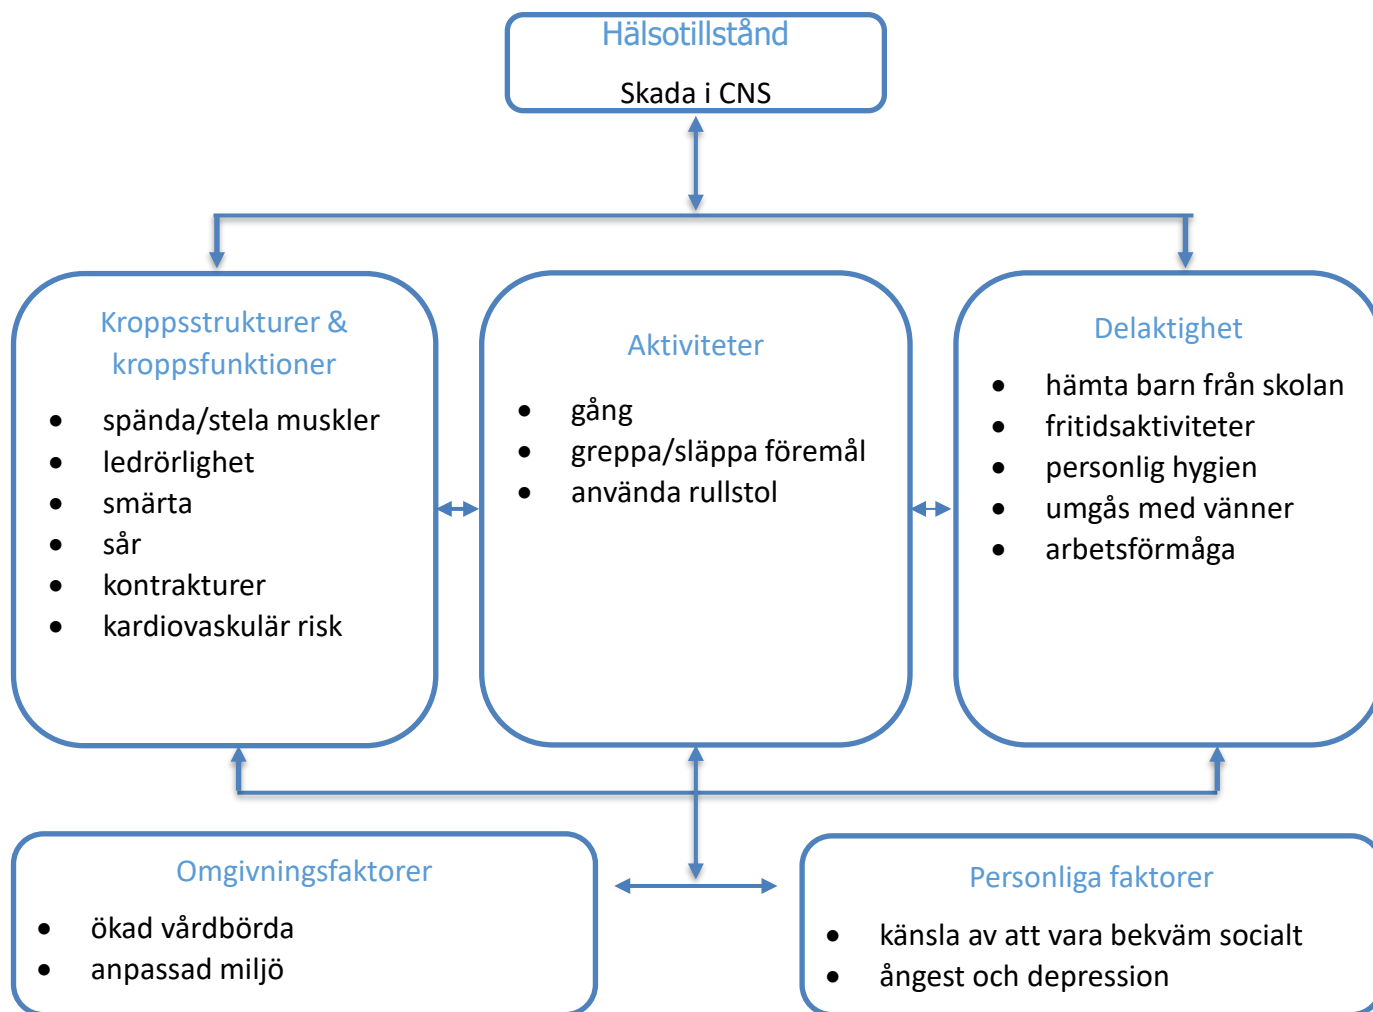 Hälsotillstånd
Skada i CNS
Kroppsstrukturer &
kroppsfunktioner
• spända/stela muskler
• ledrörlighet
• smärta
• sår
• kontrakturer
• kardiovaskulär risk
Aktiviteter
• gång
• greppa/släppa föremål
• använda rullstol
Delaktighet
• hämta barn från skolan
• fritidsaktiviteter
• personlig hygien
• umgås med vänner
• arbetsförmåga
Omgivningsfaktorer
• ökad vårdbörda
• anpassad miljö
Personliga faktorer
• känsla av att vara bekväm socialt
• ångest och depression